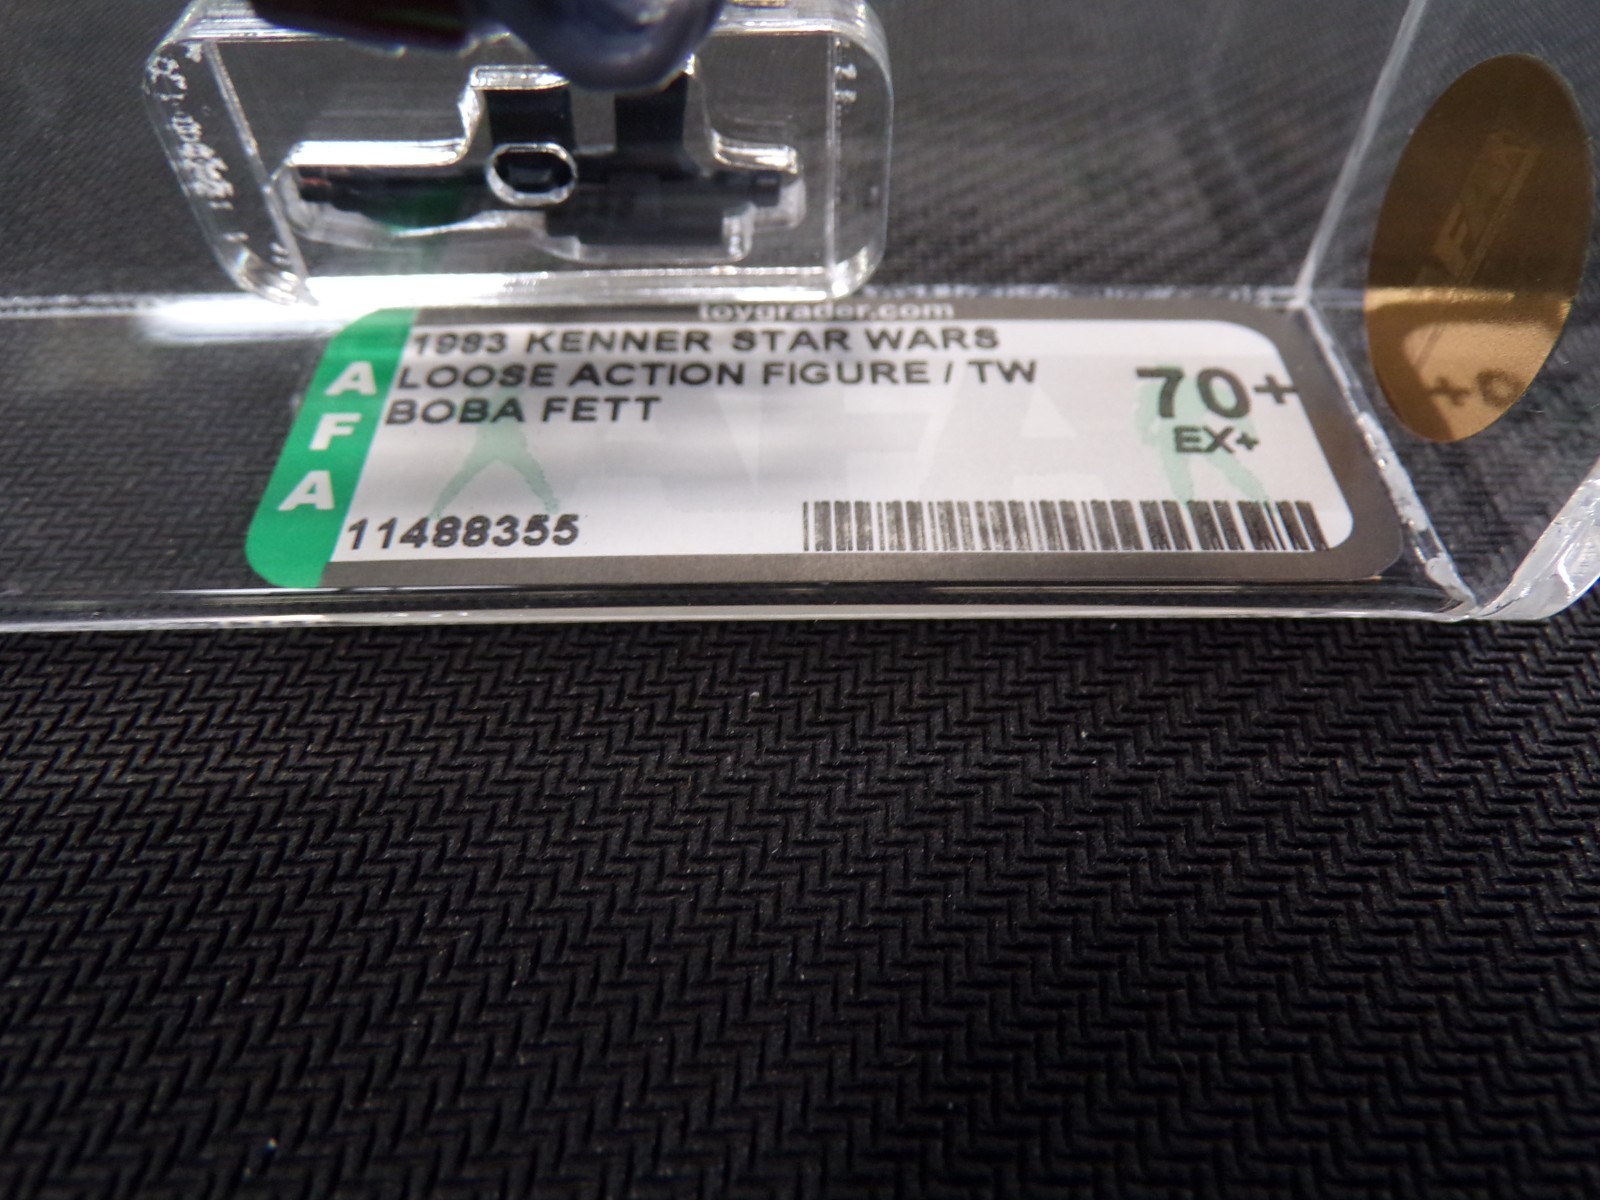 toygrader.com
1983 KENNER STAR WARS
LOOSE ACTION FIGURE / TW
BOBA FETT
70+
EX+
AFA
11488355